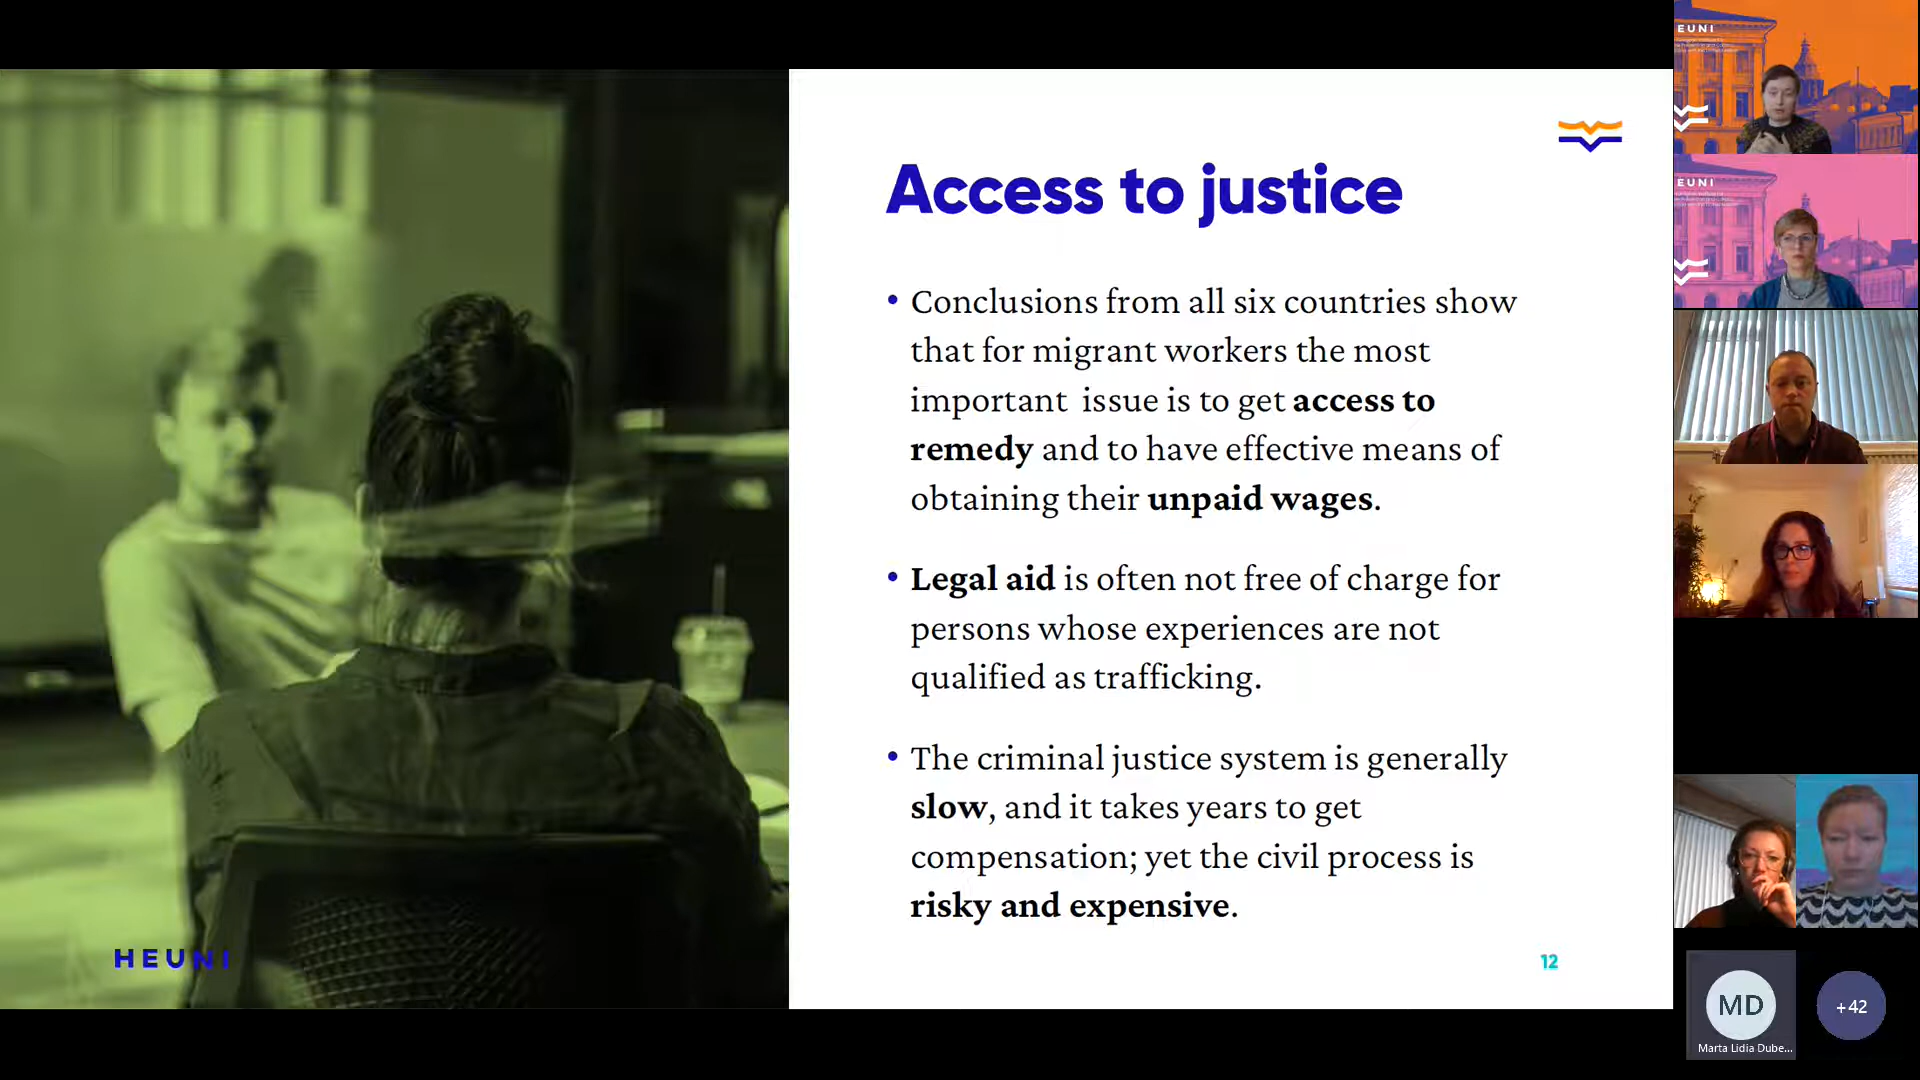 Access to justice
• Conclusions from all six countries show
that for migrant workers the most
important issue is to get access to
remedy and to have effective means of
obtaining their unpaid wages.
• Legal aid is often not free of charge for
persons whose experiences are not
qualified as trafficking.
• The criminal justice system is generally
slow, and it takes years to get
compensation; yet the civil process is
risky and expensive.
HEUNI
12
EUNI
EUNI
MD
Marta Lidia Dube...
+42